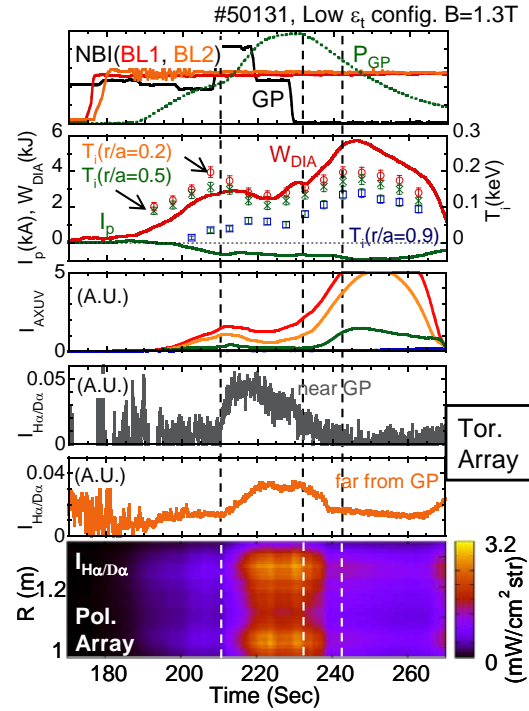 #50131, Low εt config. B=1.3T
NBI(BL1, BL2)
PGP
GP
6
4
2
0
Ip(kA), WDIA (kJ)
Ti(r/a=0.2)
Ti(r/a=0.5)
WDIA
Ip
Ti(r/a=0.9)
0.3
0.2
0.1
0
Ti(keV)
5
0
IAXUV
(A.U.)
0.05
0
IHα/Dα
(A.U.)
near GP
0.04
0
IHα/Dα
(A.U.)
far from GP
Tor.
Array
R (m)
1.2
1
IHα/Dα
Pol.
Array
3.2
0
(mW/cm2 str)
180 200 220 240 260
Time (Sec)